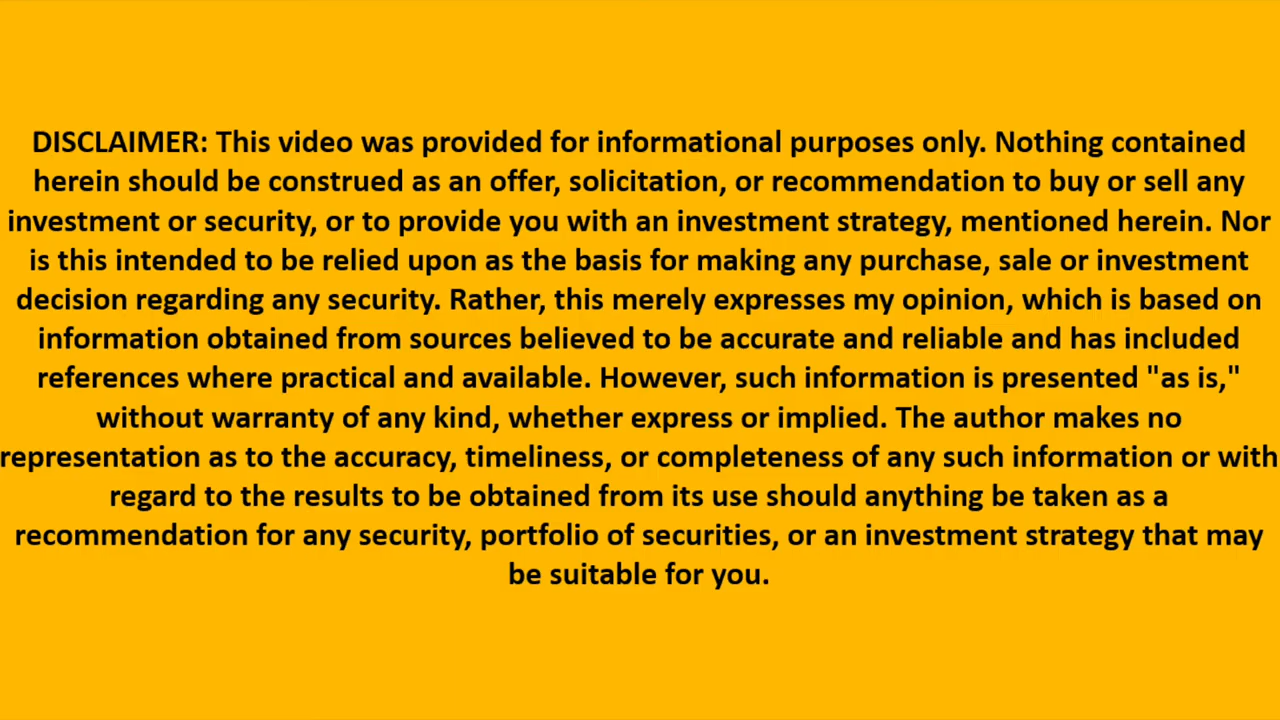 DISCLAIMER: This video was provided for informational purposes only. Nothing contained
herein should be construed as an offer, solicitation, or recommendation to buy or sell any
investment or security, or to provide you with an investment strategy, mentioned herein. Nor
is this intended to be relied upon as the basis for making any purchase, sale or investment
decision regarding any security. Rather, this merely expresses my opinion, which is based on
information obtained from sources believed to be accurate and reliable and has included
references where practical and available. However, such information is presented "as is,"
without warranty of any kind, whether express or implied. The author makes no
representation as to the accuracy, timeliness, or completeness of any such information or with
regard to the results to be obtained from its use should anything be taken as a
recommendation for any security, portfolio of securities, or an investment strategy that may
be suitable for you.